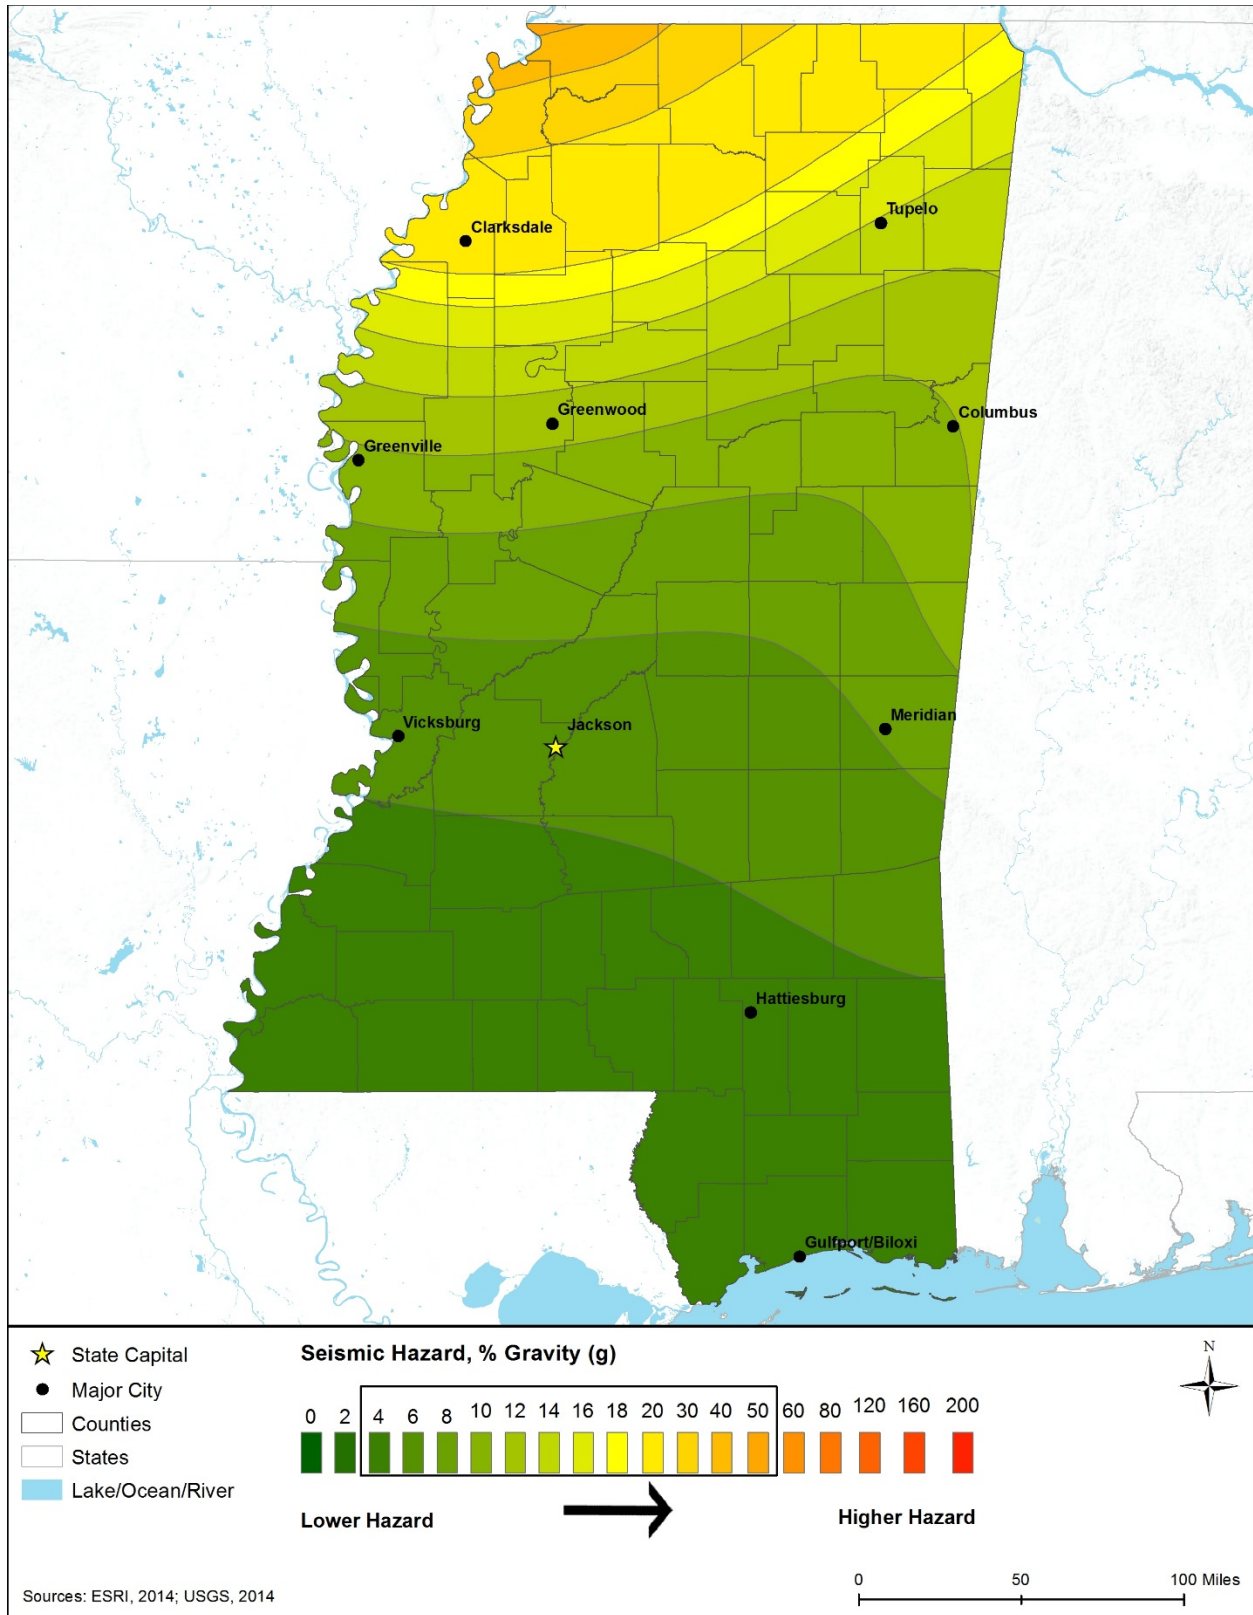 Clarksdale
Tupelo
Greenwood
Columbus
Greenville
Vicksburg
Jackson
Meridian
Hattiesburg
Gulfport/Biloxi
State Capital
Major City
Counties
States
Lake/Ocean/River
Seismic Hazard, % Gravity (g)
0 2 4 6 8 10 12 14 16 18 20 30 40 50 60 80 120 160 200
Lower Hazard
Higher Hazard
N
Sources: ESRI, 2014; USGS, 2014
0 50 100 Miles